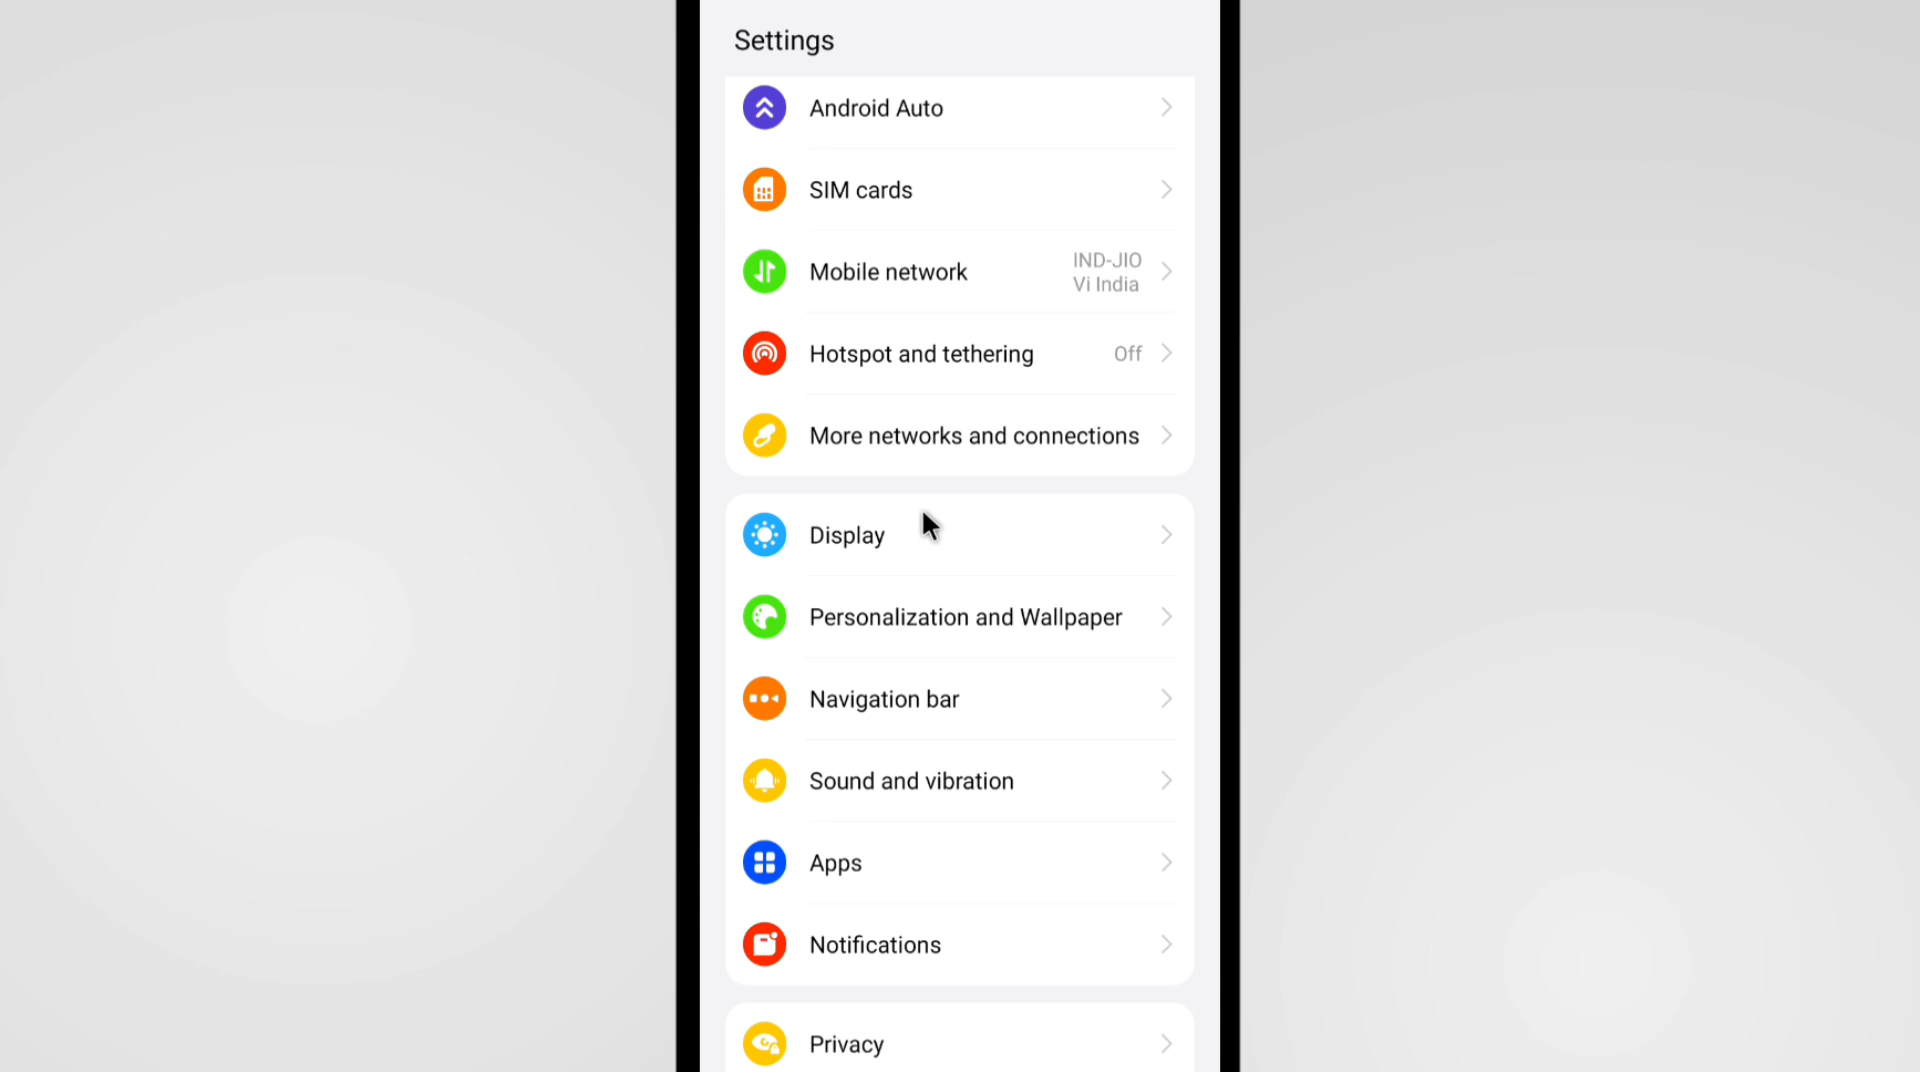 Settings
Android Auto
SIM cards
Mobile network
IND-JIO
Vi India
Hotspot and tethering
Off
More networks and connections
Display
Personalization and Wallpaper
Navigation bar
Sound and vibration
Apps
Notifications
Privacy